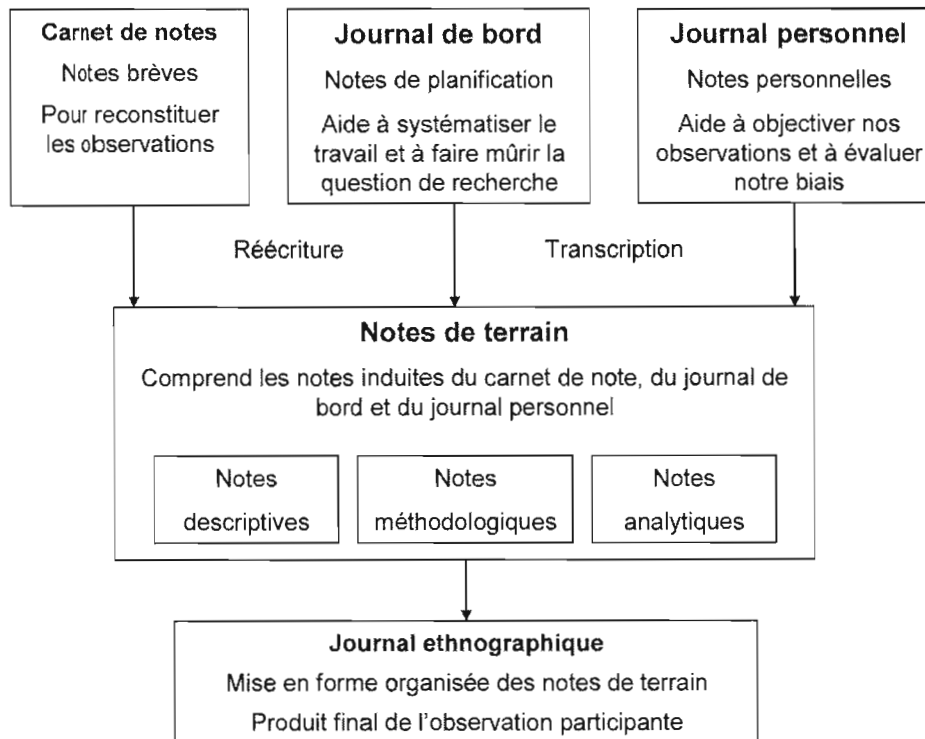 Carnet de notes
Notes brèves
Pour reconstituer
les observations
Journal de bord
Notes de planification
Aide à systématiser le
travail et à faire mûrir la
question de recherche
Journal personnel
Notes personnelles
Aide à objectiver nos
observations et à évaluer
notre biais
Réécriture
Transcription
Notes de terrain
Comprend les notes induites du carnet de note, du journal de
bord et du journal personnel
Notes
descriptives
Notes
méthodologiques
Notes
analytiques
Journal ethnographique
Mise en forme organisée des notes de terrain
Produit final de l'observation participante